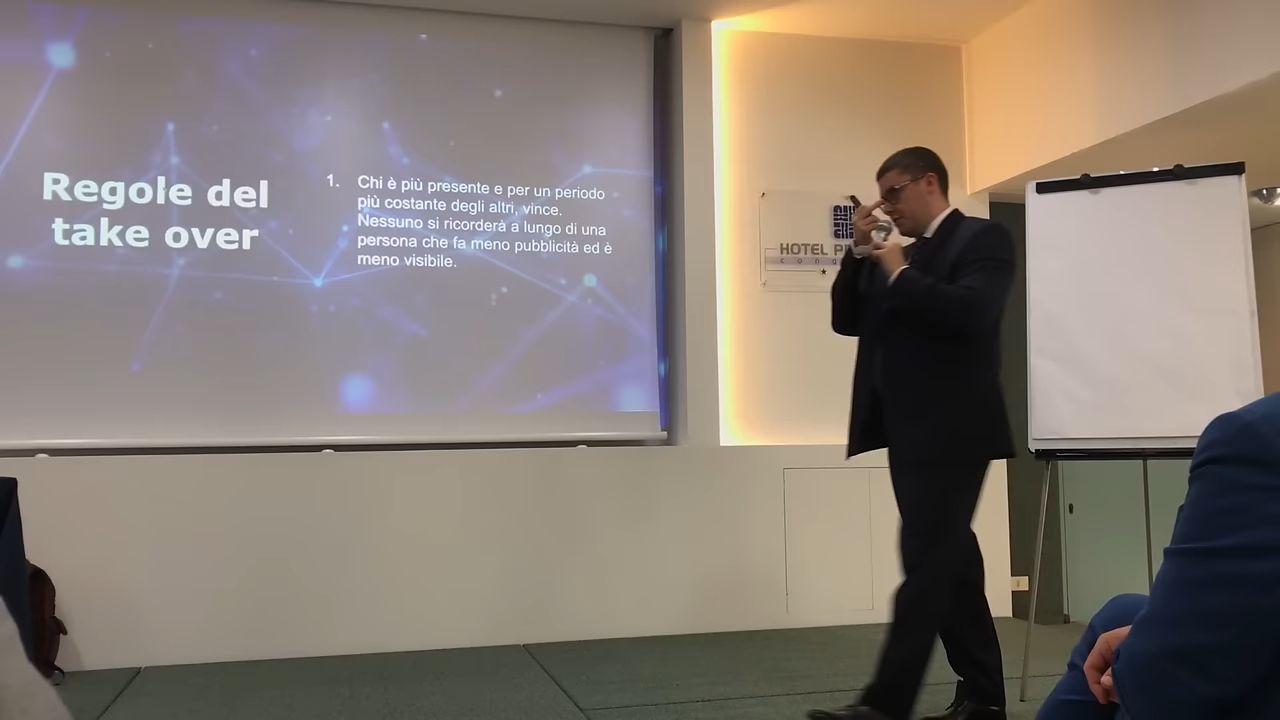 Regole del
take over
1. Chi è più presente e per un periodo
più costante degli altri, vince.
Nessuno si ricorderà a lungo di una
persona che fa meno pubblicità ed è
meno visibile.
HOTEL